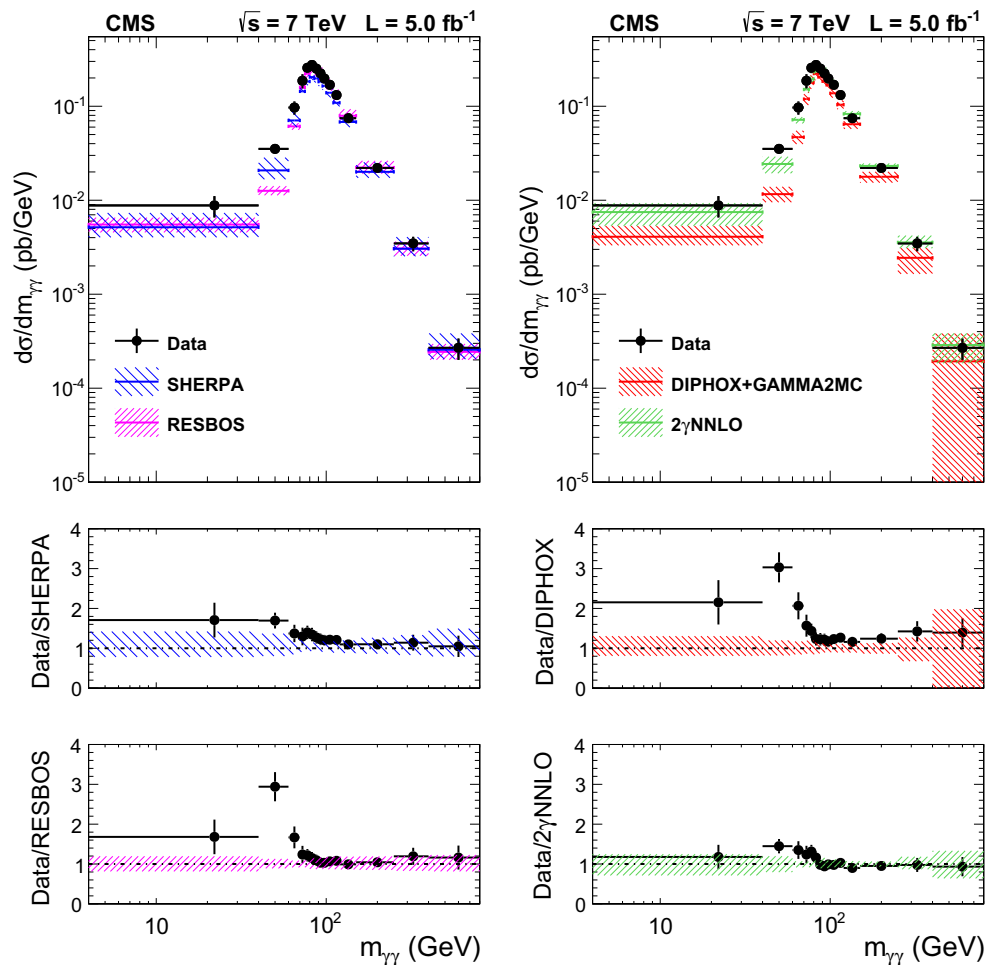 CMS √s = 7 TeV L = 5.0 fb⁻¹
dσ/dm_γγ (pb/GeV)
10⁻¹
10⁻²
10⁻³
10⁻⁴
10⁻⁵
Data
SHERPA
RESBOS
CMS √s = 7 TeV L = 5.0 fb⁻¹
dσ/dm_γγ (pb/GeV)
10⁻¹
10⁻²
10⁻³
10⁻⁴
10⁻⁵
Data
DIPHOX+GAMMA2MC
2γNNLO
Data/SHERPA
4
3
2
1
0
Data/DIPHOX
4
3
2
1
0
Data/RESBOS
4
3
2
1
0
10 10²
m_γγ (GeV)
Data/2γNNLO
4
3
2
1
0
10 10²
m_γγ (GeV)